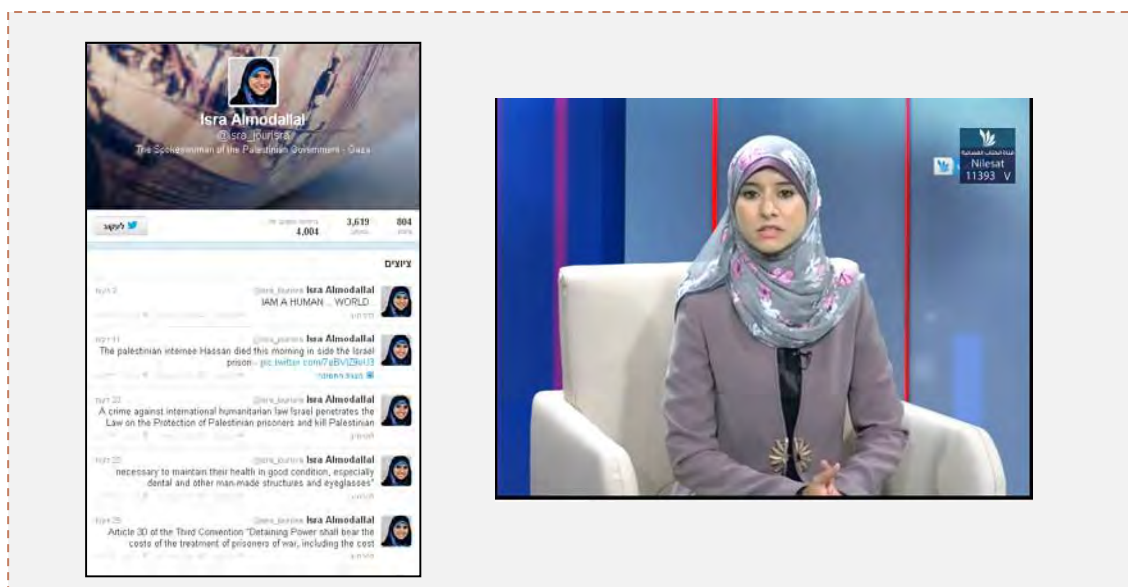 Isra Almodallal
@isra_jourisra
The Spokeswoman of the Palestinian Government - Gaza
804
3,619
4,004
לעקוב
ציוצים
Isra Almodallal
IAM A HUMAN .. WORLD
Isra Almodallal
The palestinian internee Hassan died this morning in side the Israel
prison -
Isra Almodallal
A crime against international humanitarian law Israel penetrates the
Law on the Protection of Palestinian prisoners and kill Palestinian
Isra Almodallal
necessary to maintain their health in good condition, especially
dental and other man-made structures and eyeglasses"
Isra Almodallal
Article 30 of the Third Convention "Detaining Power shall bear the
costs of the treatment of prisoners of war, including the cost
Nilesat
11393 V